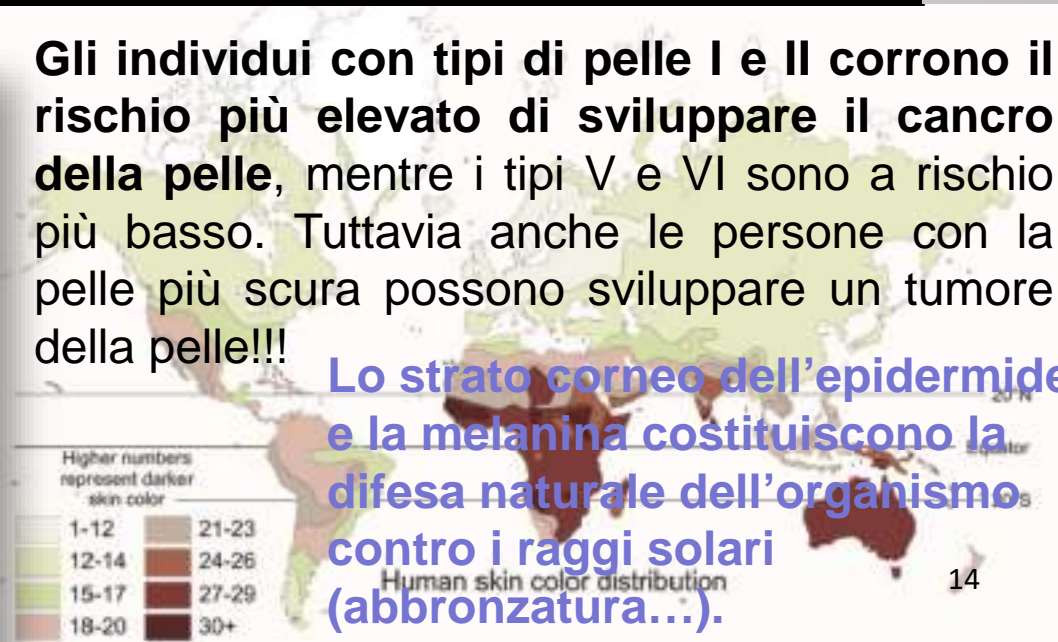 Gli individui con tipi di pelle I e II corrono il
rischio più elevato di sviluppare il cancro
della pelle, mentre i tipi V e VI sono a rischio
più basso. Tuttavia anche le persone con la
pelle più scura possono sviluppare un tumore
della pelle!!!
Lo strato corneo dell'epidermide
e la melanina costituiscono la
difesa naturale dell'organismo
contro i raggi solari
(abbronzatura…).
20°N
Equator
Higher numbers
represent darker
skin color
1-12
12-14
15-17
18-20
21-23
24-26
27-29
30+
Human skin color distribution
14